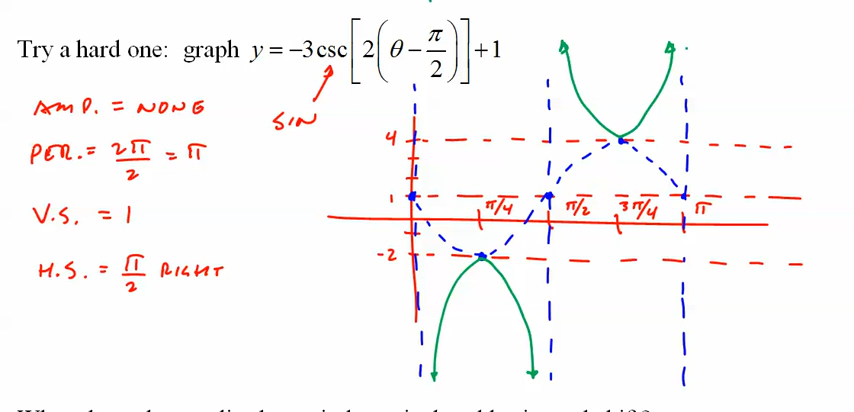 Try a hard one: graph y = −3csc[2(θ − π/2)] + 1
SIN
AMP. = NONE
PER. = 2π/2 = π
V.S. = 1
H.S. = π/2 RIGHT
4
1
π/4 π/2 3π/4 π
-2